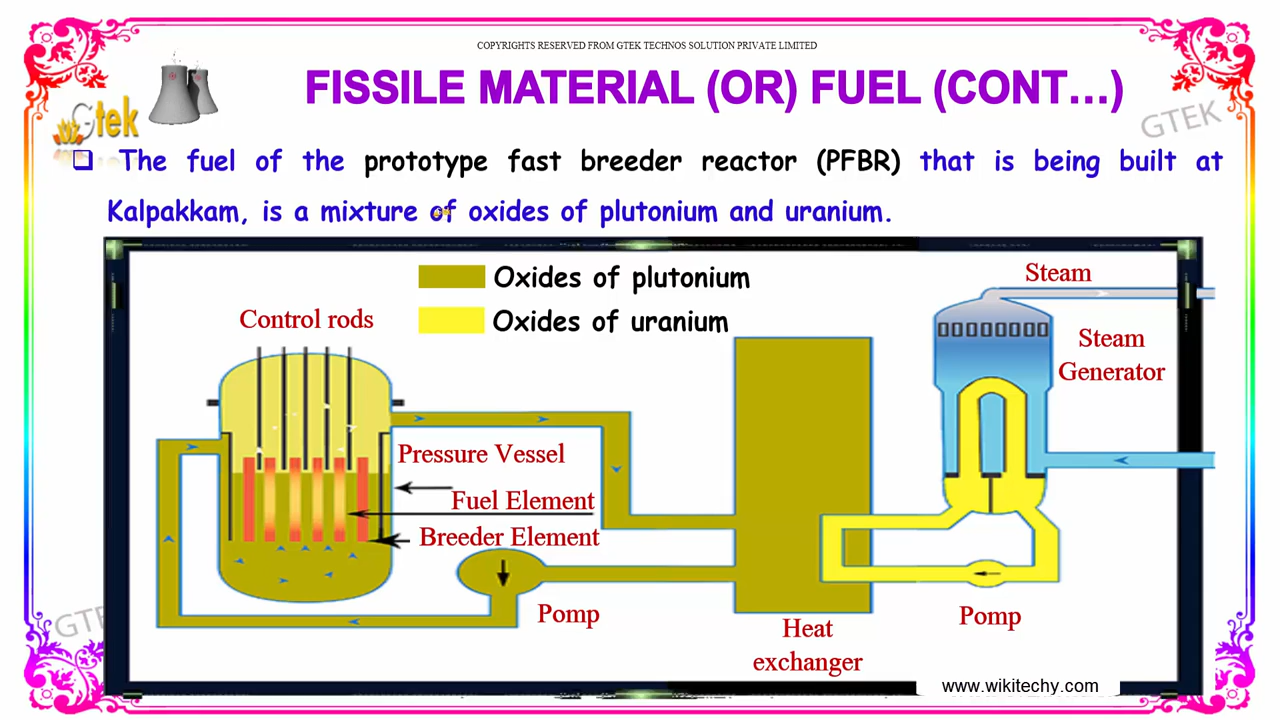 COPYRIGHTS RESERVED FROM GTEK TECHNOS SOLUTION PRIVATE LIMITED
FISSILE MATERIAL (OR) FUEL (CONT…)
Gtek
GTEK
The fuel of the prototype fast breeder reactor (PFBR) that is being built at
Kalpakkam, is a mixture of oxides of plutonium and uranium.
Oxides of plutonium
Oxides of uranium
Steam
Control rods
Steam
Generator
Pressure Vessel
Fuel Element
Breeder Element
Pomp
Pomp
Heat
exchanger
GTE
www.wikitechy.com